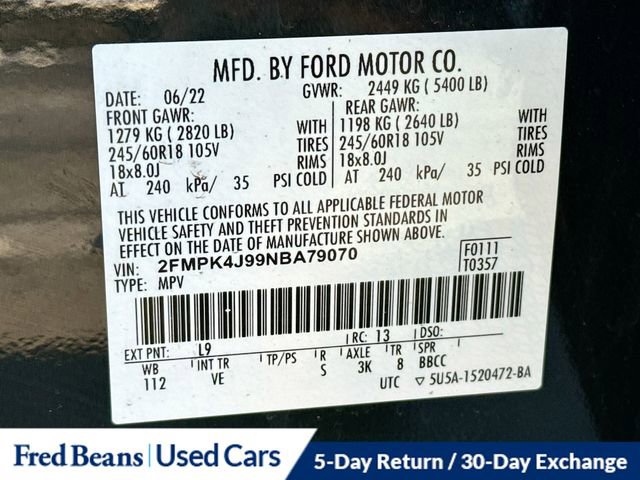 MFD. BY FORD MOTOR CO.
DATE: 06/22 GVWR: 2449 KG ( 5400 LB)
FRONT GAWR: REAR GAWR:
1279 KG ( 2820 LB) WITH 1198 KG ( 2640 LB) WITH
245/60R18 105V TIRES 245/60R18 105V TIRES
18x8.0J RIMS 18x8.0J RIMS
AT 240 kPa/ 35 PSI COLD AT 240 kPa/ 35 PSI COLD
THIS VEHICLE CONFORMS TO ALL APPLICABLE FEDERAL MOTOR
VEHICLE SAFETY AND THEFT PREVENTION STANDARDS IN
EFFECT ON THE DATE OF MANUFACTURE SHOWN ABOVE.
VIN: 2FMPK4J99NBA79070 F0111
TYPE: MPV T0357
EXT PNT: L9 RC: 13 DSO:
WB INT TR TP/PS R AXLE TR SPR
112 VE S 3K 8 BBCC
UTC ▽ 5U5A-1520472-BA
Fred Beans | Used Cars 5-Day Return / 30-Day Exchange